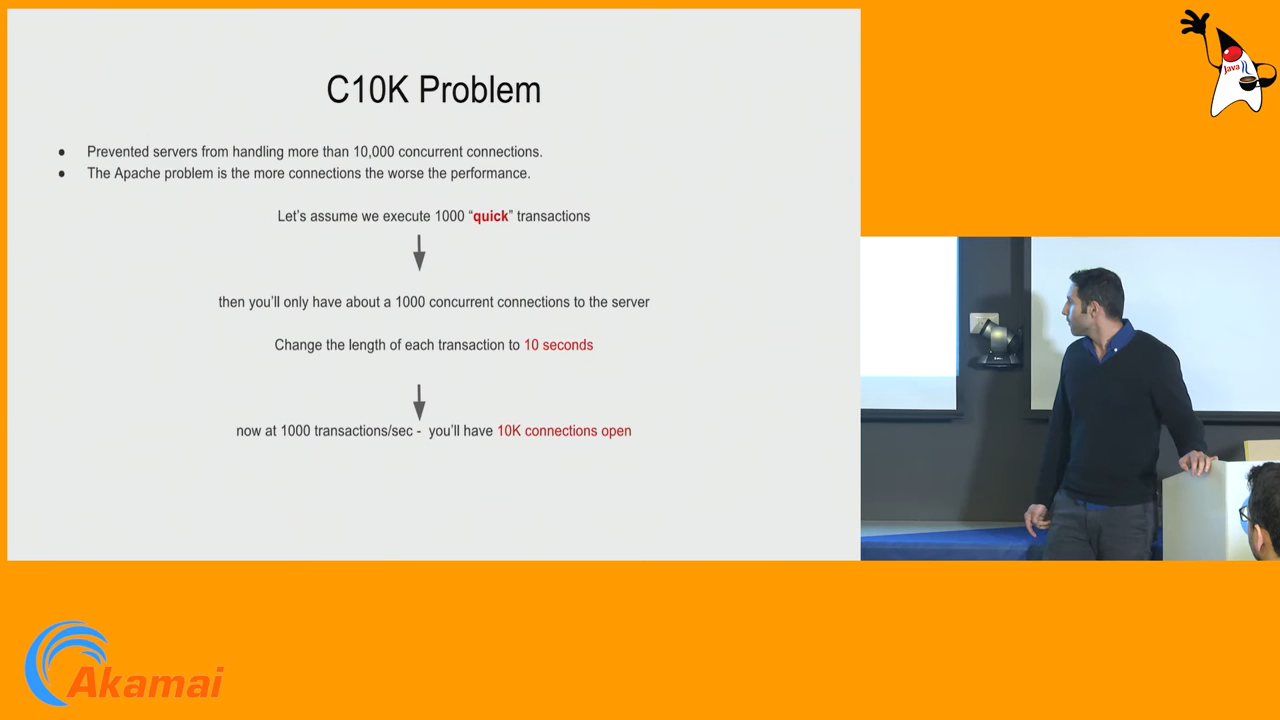 C10K Problem
● Prevented servers from handling more than 10,000 concurrent connections.
● The Apache problem is the more connections the worse the performance.
Let's assume we execute 1000 “quick” transactions
then you'll only have about a 1000 concurrent connections to the server
Change the length of each transaction to 10 seconds
now at 1000 transactions/sec - you'll have 10K connections open
Java
Akamai